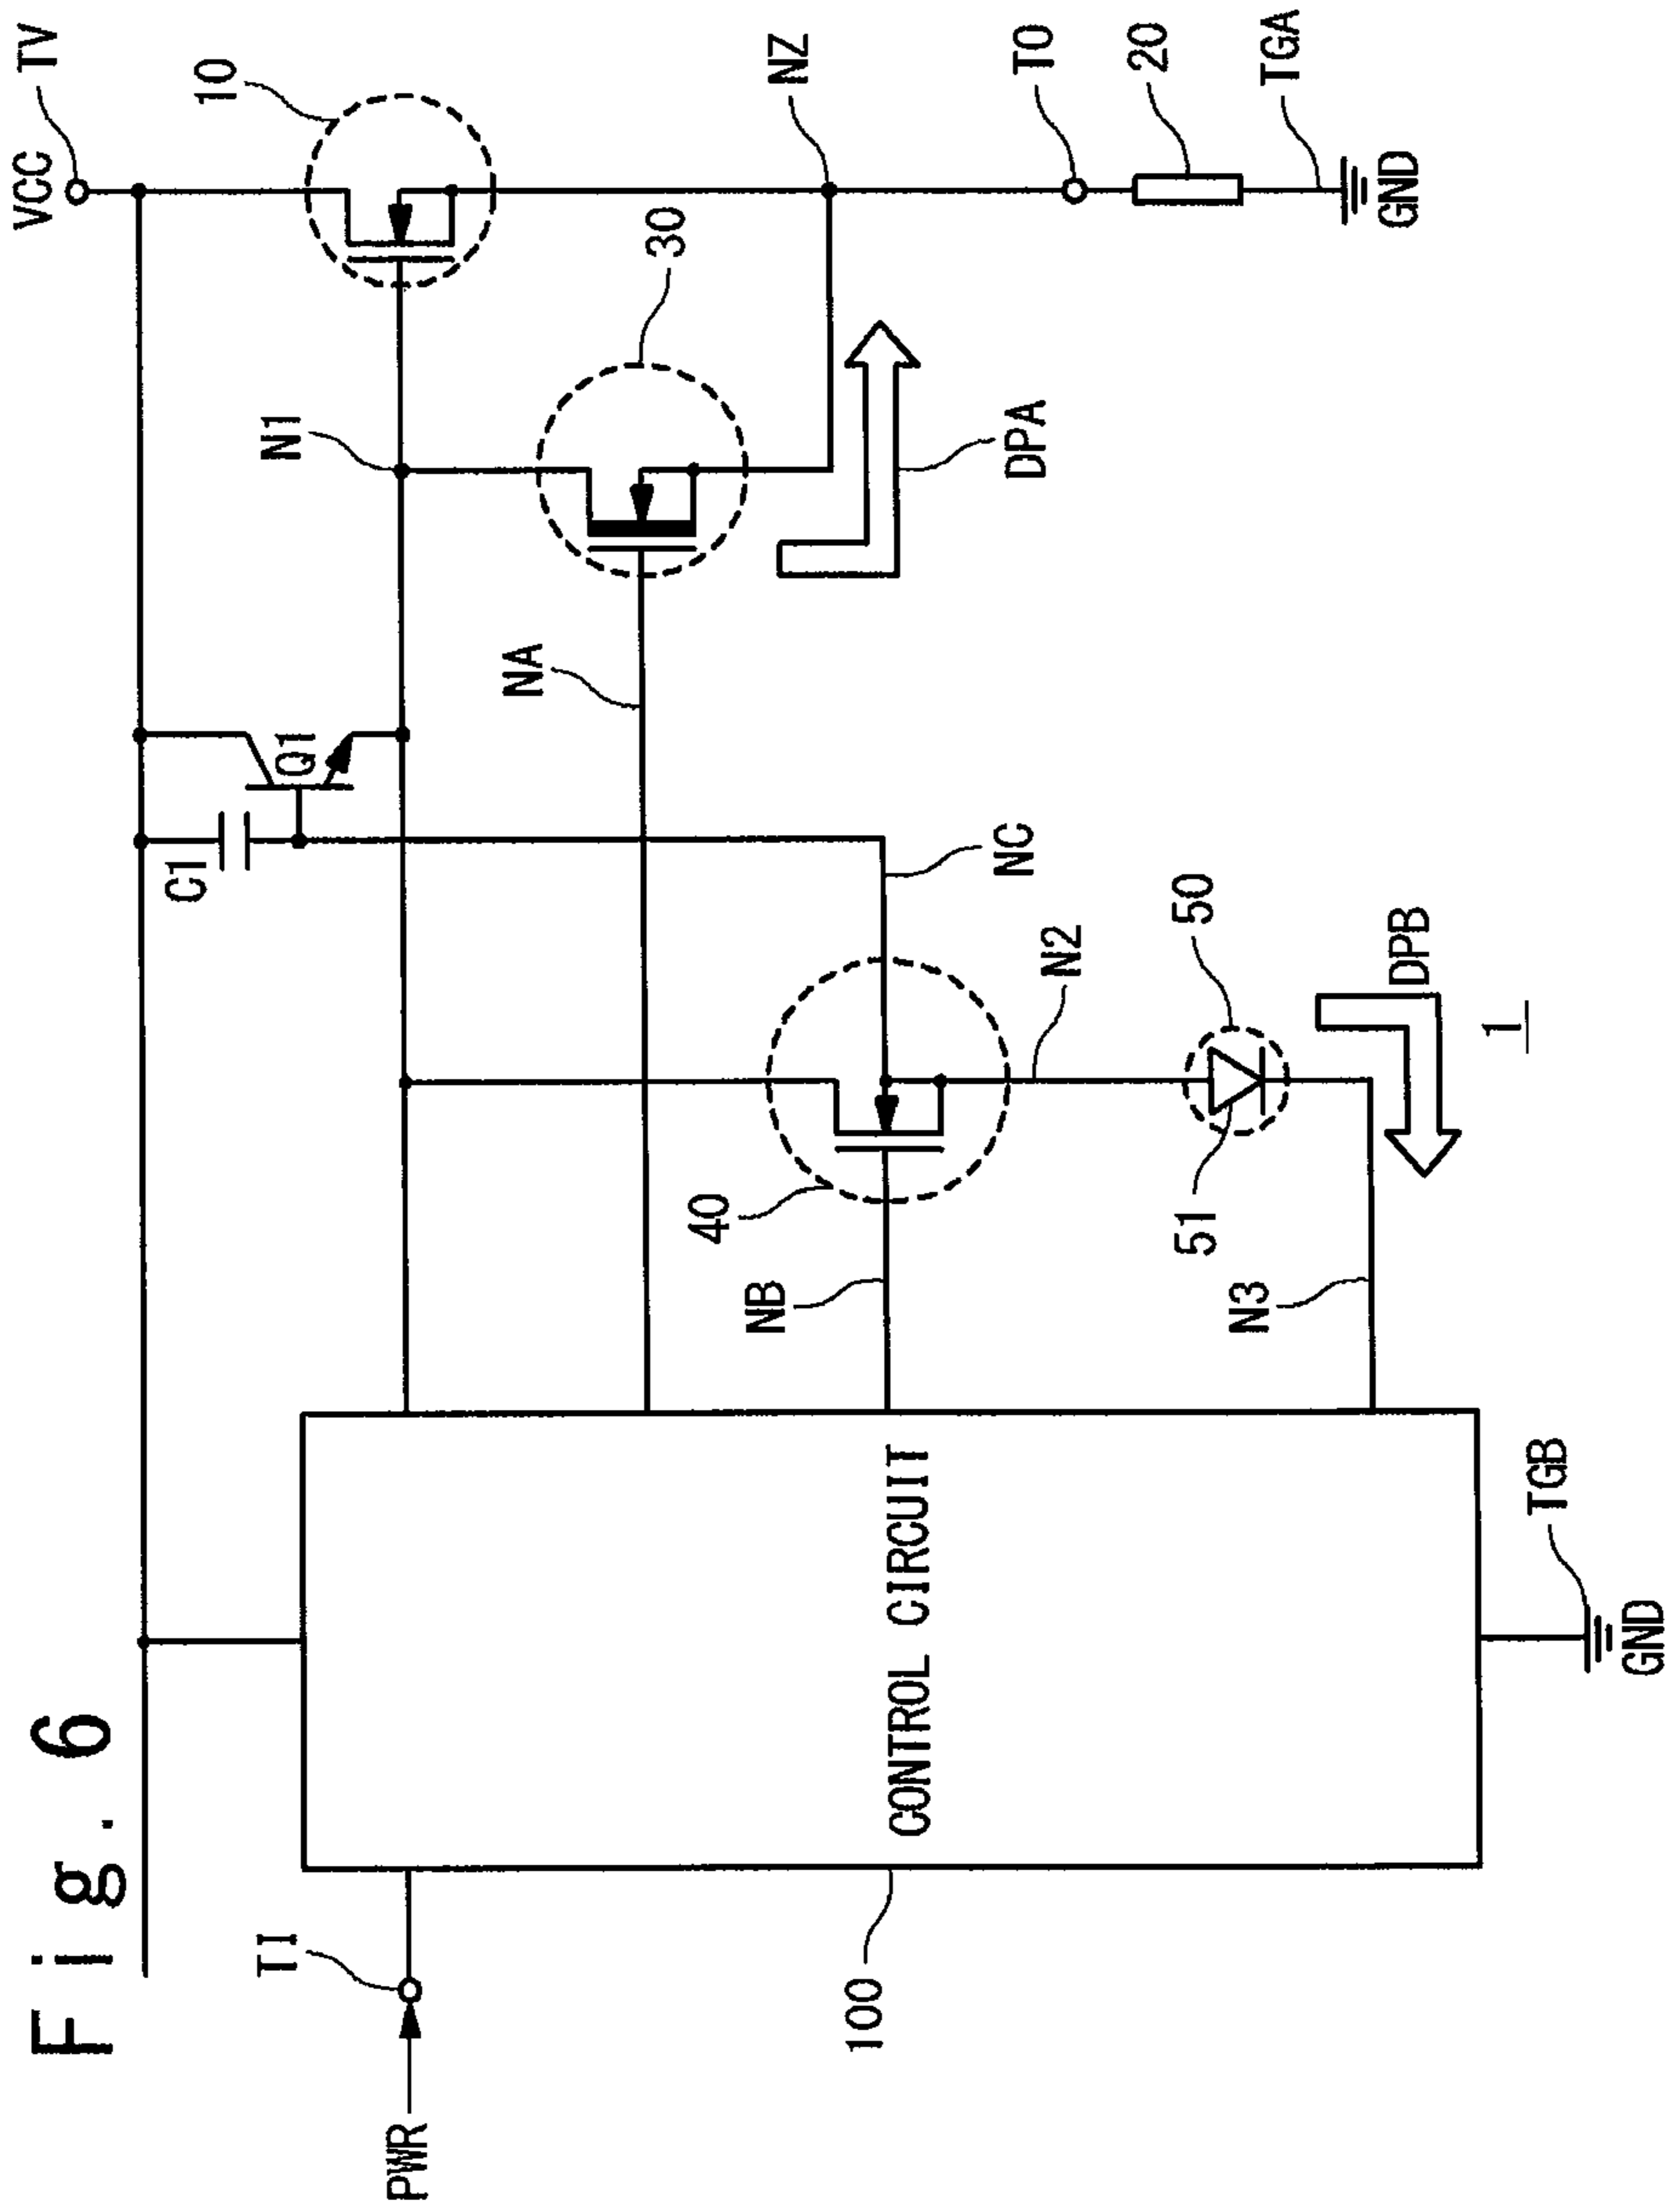 Fig. 6
VCC
TV
10
C1
Q1
N1
TI
PWR
NA
30
NZ
40
NB
NC
DPA
CONTROL CIRCUIT
100
N2
TO
50
51
20
N3
DPB
TGA
GND
1
TGB
GND